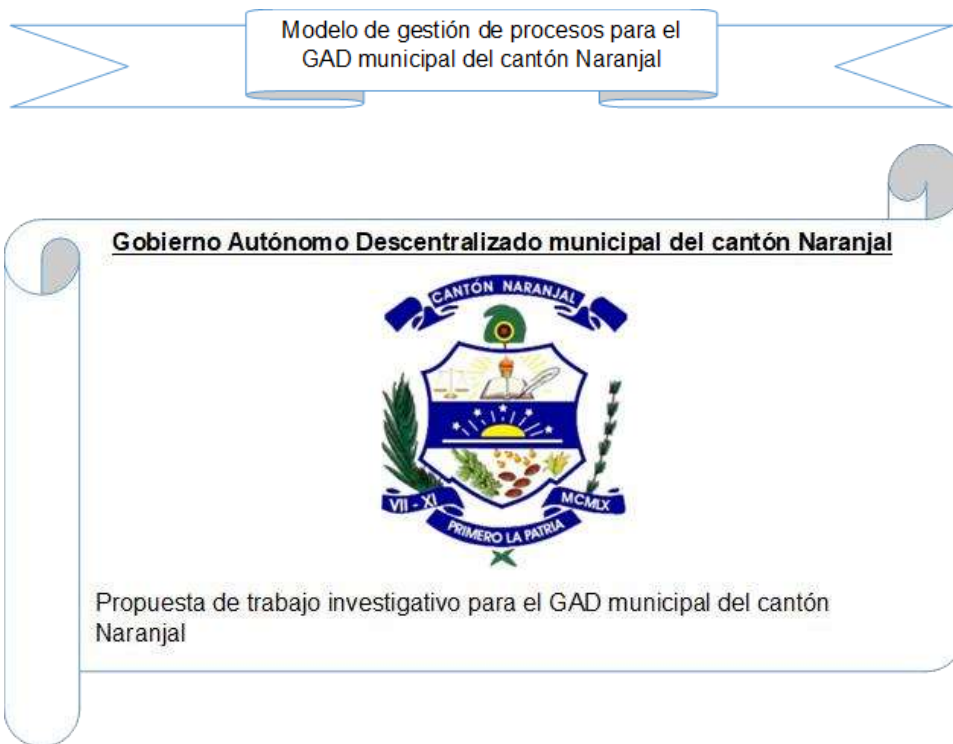 Modelo de gestión de procesos para el
GAD municipal del cantón Naranjal
Gobierno Autónomo Descentralizado municipal del cantón Naranjal
CANTÓN NARANJAL
VII - XI
MCMLX
PRIMERO LA PATRIA
Propuesta de trabajo investigativo para el GAD municipal del cantón
Naranjal